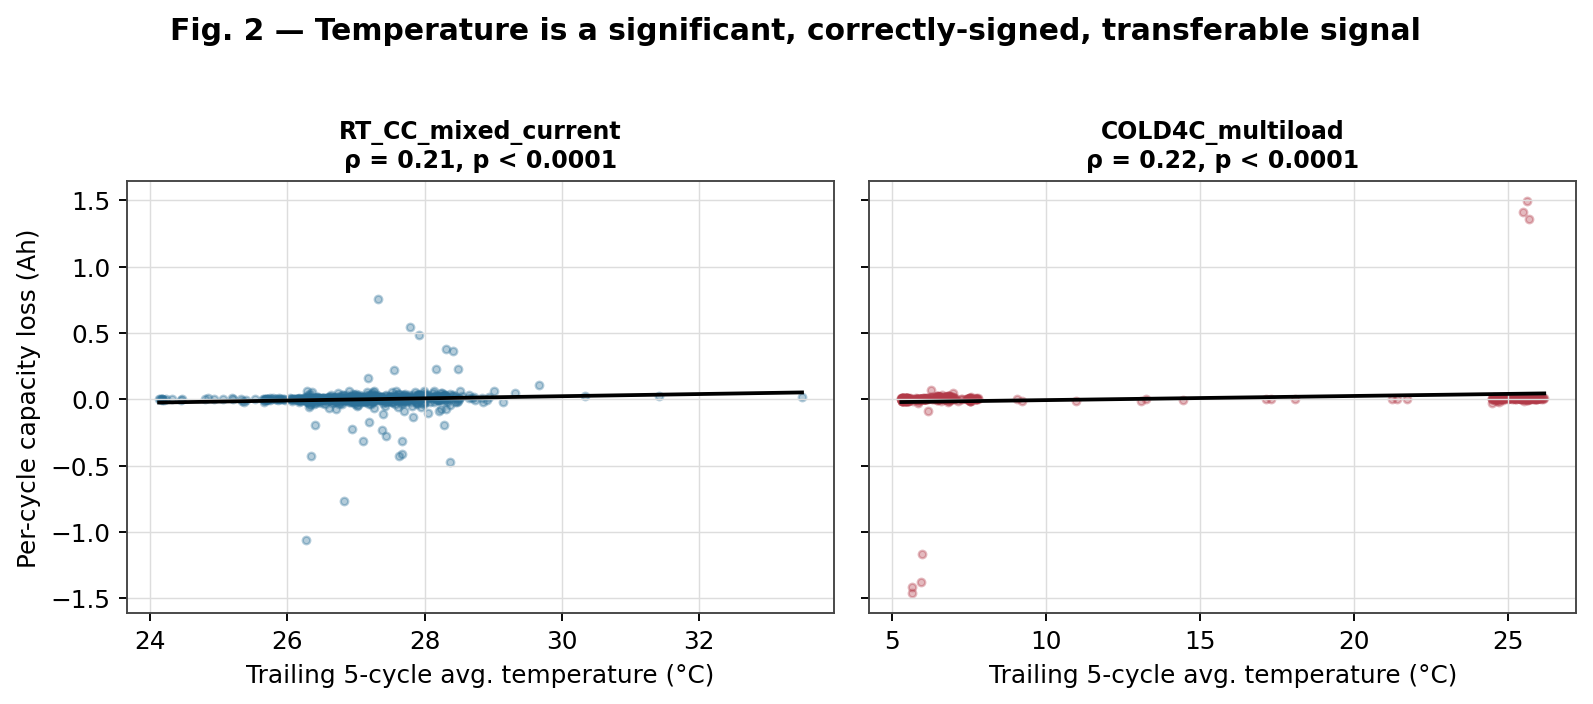 Fig. 2 — Temperature is a significant, correctly-signed, transferable signal
RT_CC_mixed_current
ρ = 0.21, p < 0.0001
COLD4C_multiload
ρ = 0.22, p < 0.0001
Per-cycle capacity loss (Ah)
1.5
1.0
0.5
0.0
−0.5
−1.0
−1.5
24 26 28 30 32
5 10 15 20 25
Trailing 5-cycle avg. temperature (°C)
Trailing 5-cycle avg. temperature (°C)